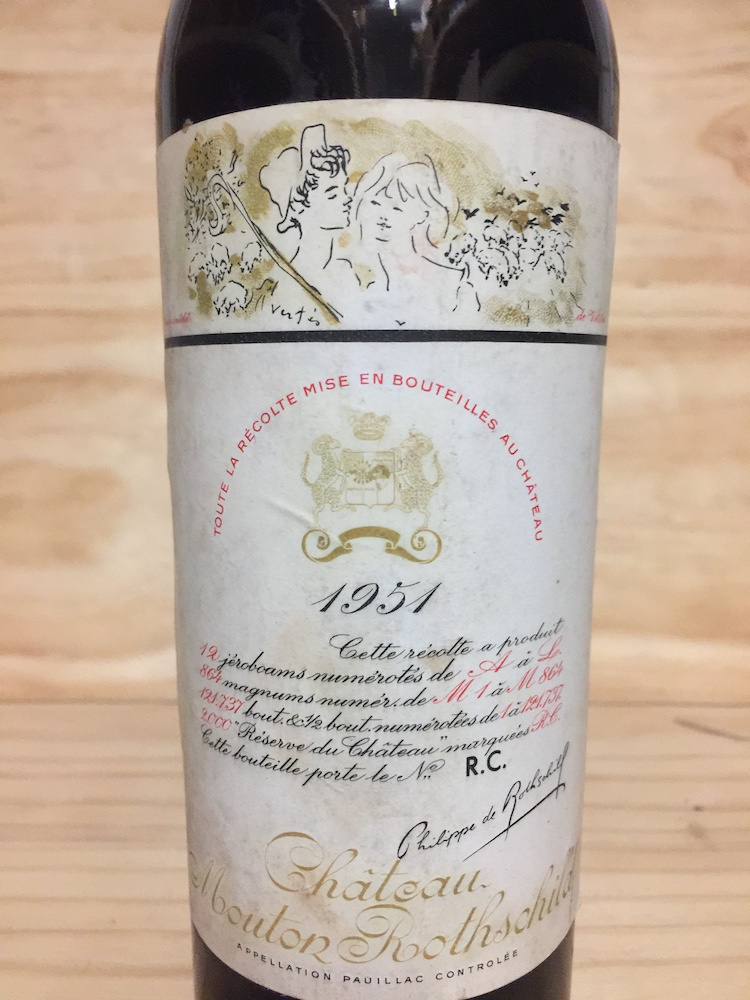 Vertès
TOUTE LA RÉCOLTE MISE EN BOUTEILLES AU CHÂTEAU
1951
Cette récolte a produit
12 jéroboams numérotés de A à L.
864 magnums numér. de M 1 à M 864
121.737 bout. & 1/2 bout. numérotées de 1 à 121.737
2.000 "Réserve du Château" marquées R.C.
Cette bouteille porte le No. R.C.
Philippe de Rothschild
Château
Mouton Rothschild
APPELLATION PAUILLAC CONTROLÉE